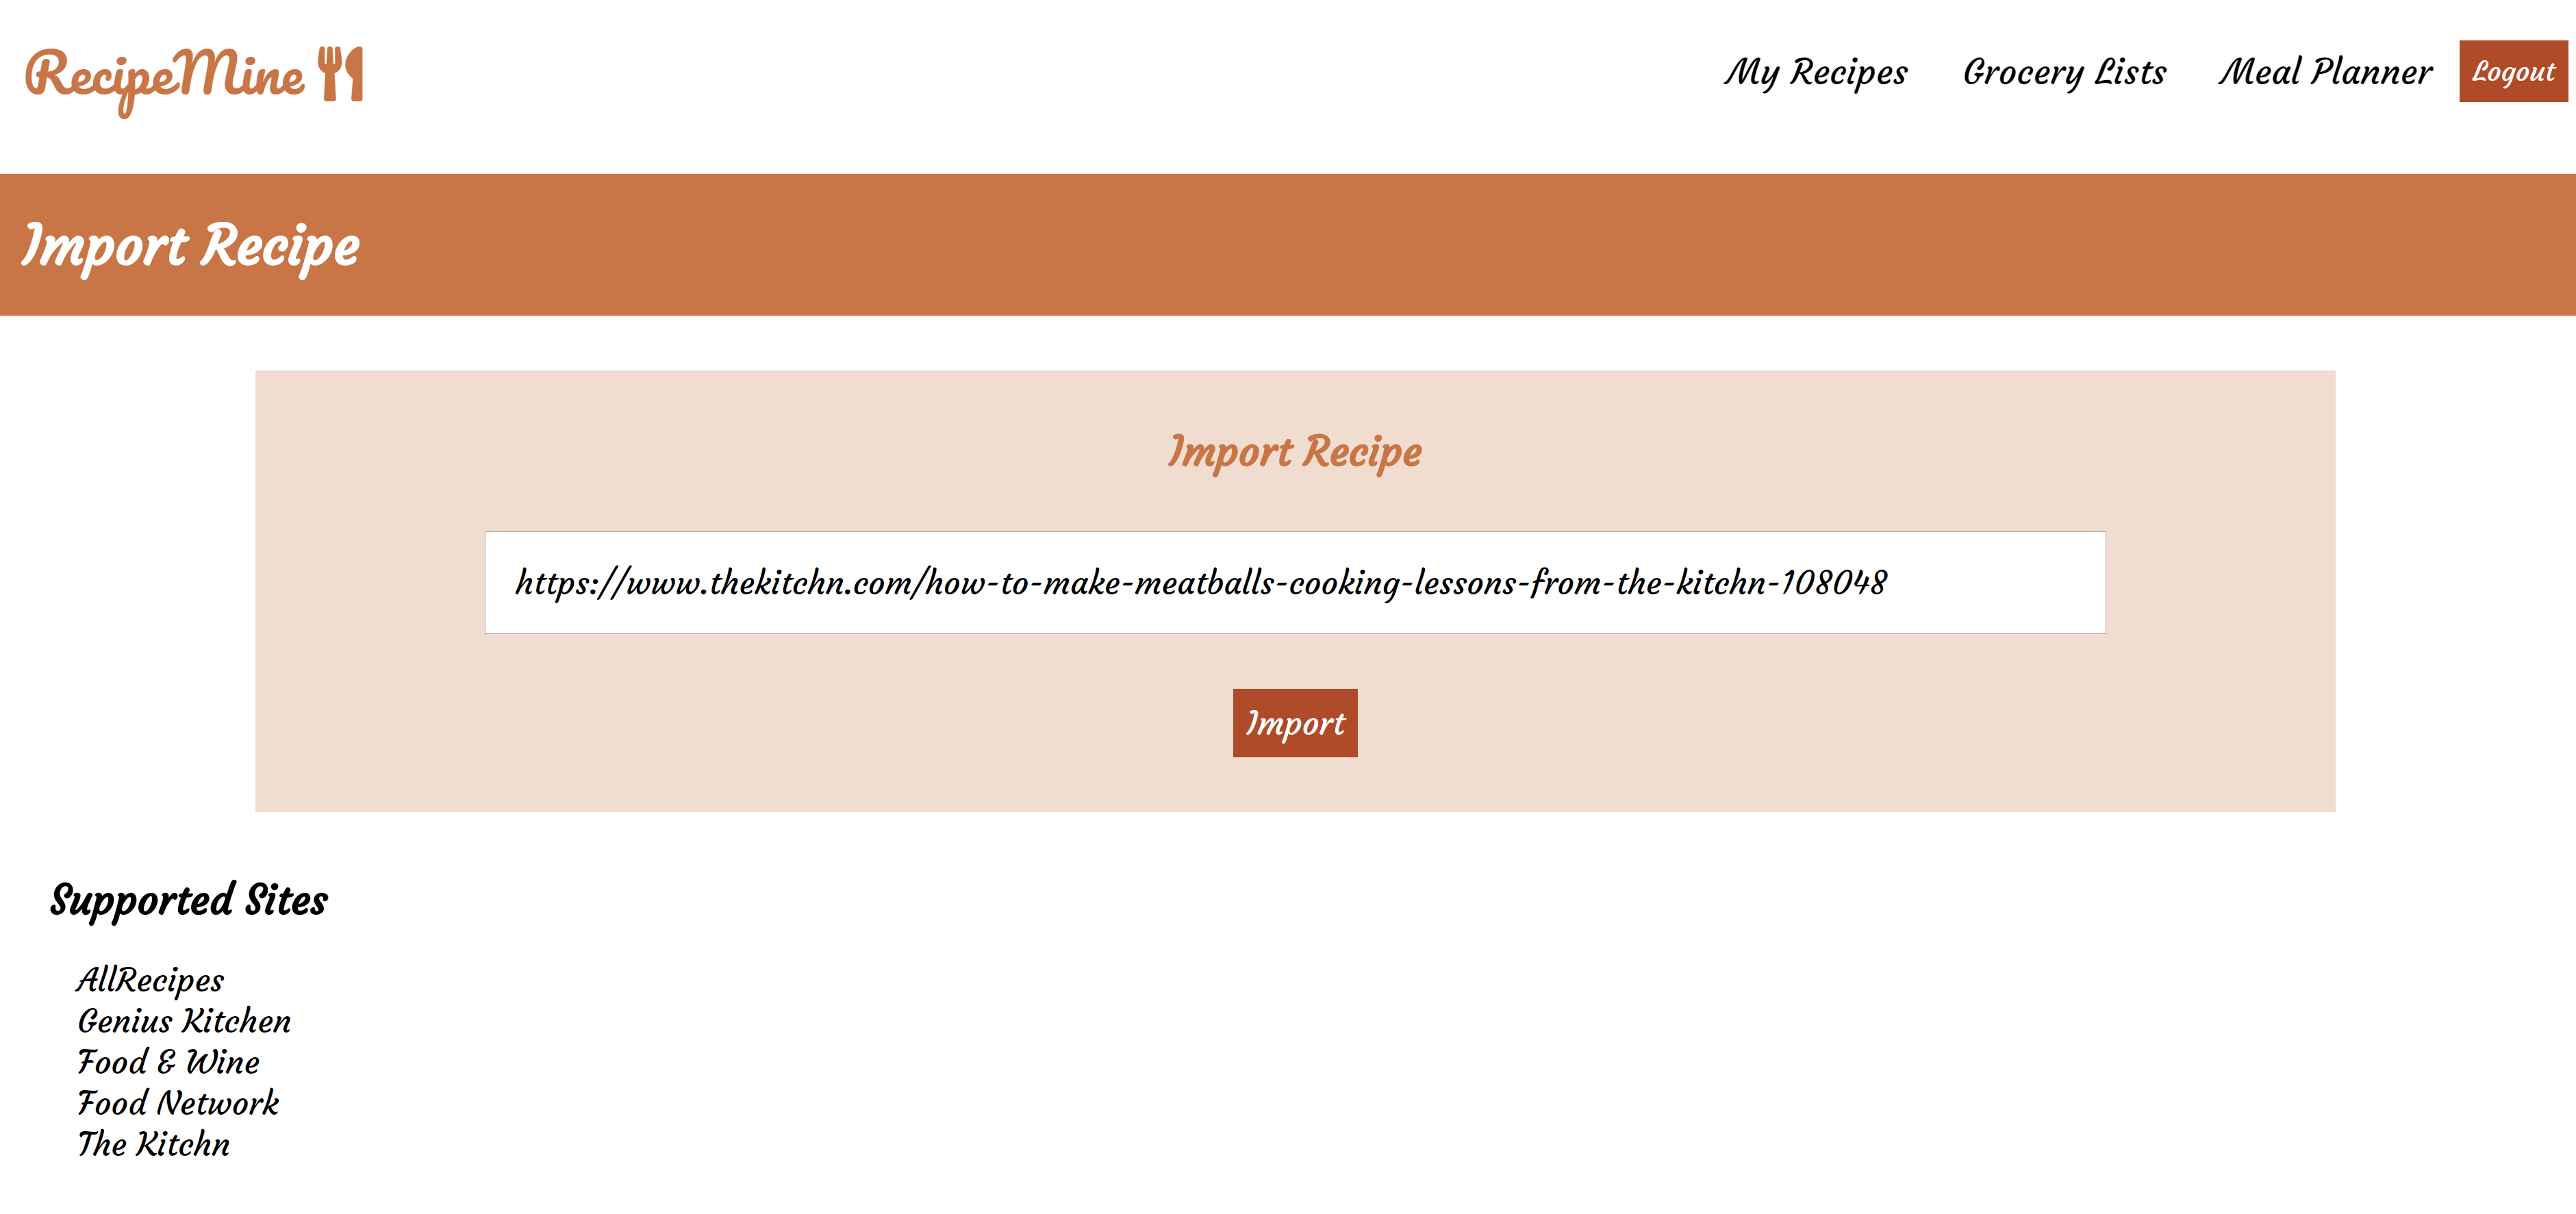 RecipeMine
My Recipes Grocery Lists Meal Planner Logout
Import Recipe
Import Recipe
https://www.thekitchn.com/how-to-make-meatballs-cooking-lessons-from-the-kitchn-108048
Import
Supported Sites
AllRecipes
Genius Kitchen
Food & Wine
Food Network
The Kitchn